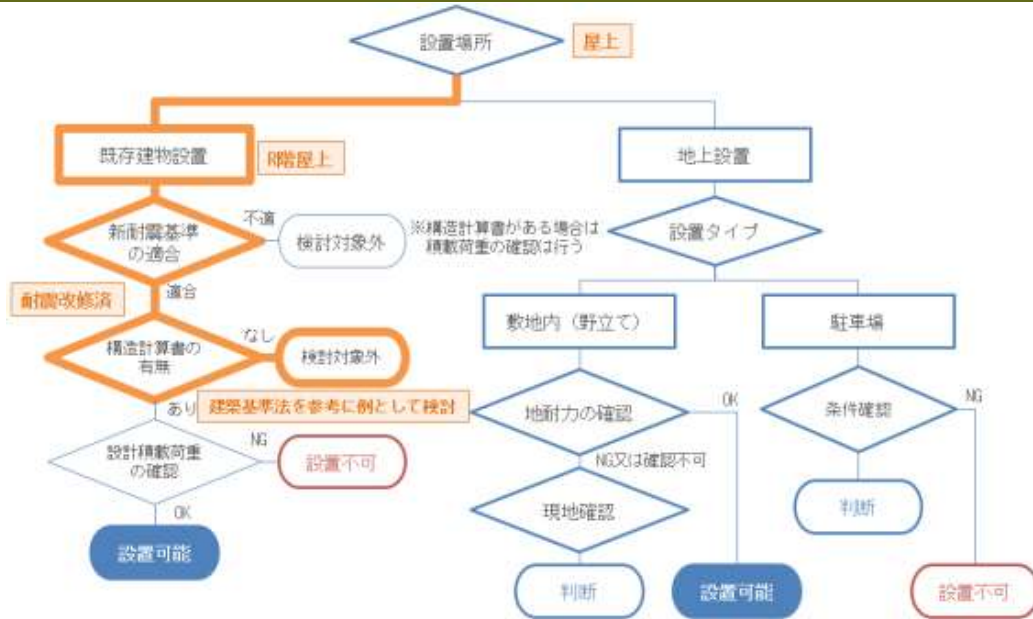 設置場所
屋上
既存建物設置
R階屋上
地上設置
新耐震基準
の適合
不適
検討対象外
※構造計算書がある場合は
積載荷重の確認は行う
設置タイプ
耐震改修済
適合
構造計算書の
有無
なし
検討対象外
敷地内（野立て）
駐車場
あり
建築基準法を参考に例として検討
地耐力の確認
OK
条件確認
NG
設計積載荷重
の確認
NG
設置不可
NG又は確認不可
現地確認
判断
OK
設置可能
判断
設置可能
設置不可